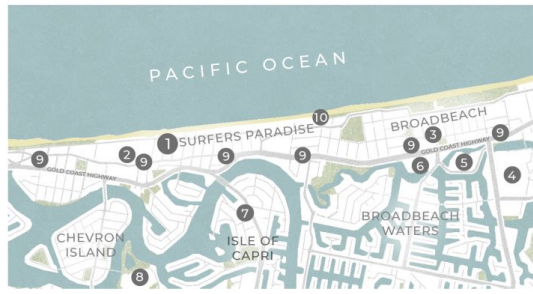 PACIFIC OCEAN
10
BROADBEACH
1
SURFERS PARADISE
3
9
2
9
9
9
9
9
GOLD COAST HIGHWAY
GOLD COAST HIGHWAY
6
5
4
7
BROADBEACH
WATERS
CHEVRON
ISLAND
ISLE OF
CAPRI
8